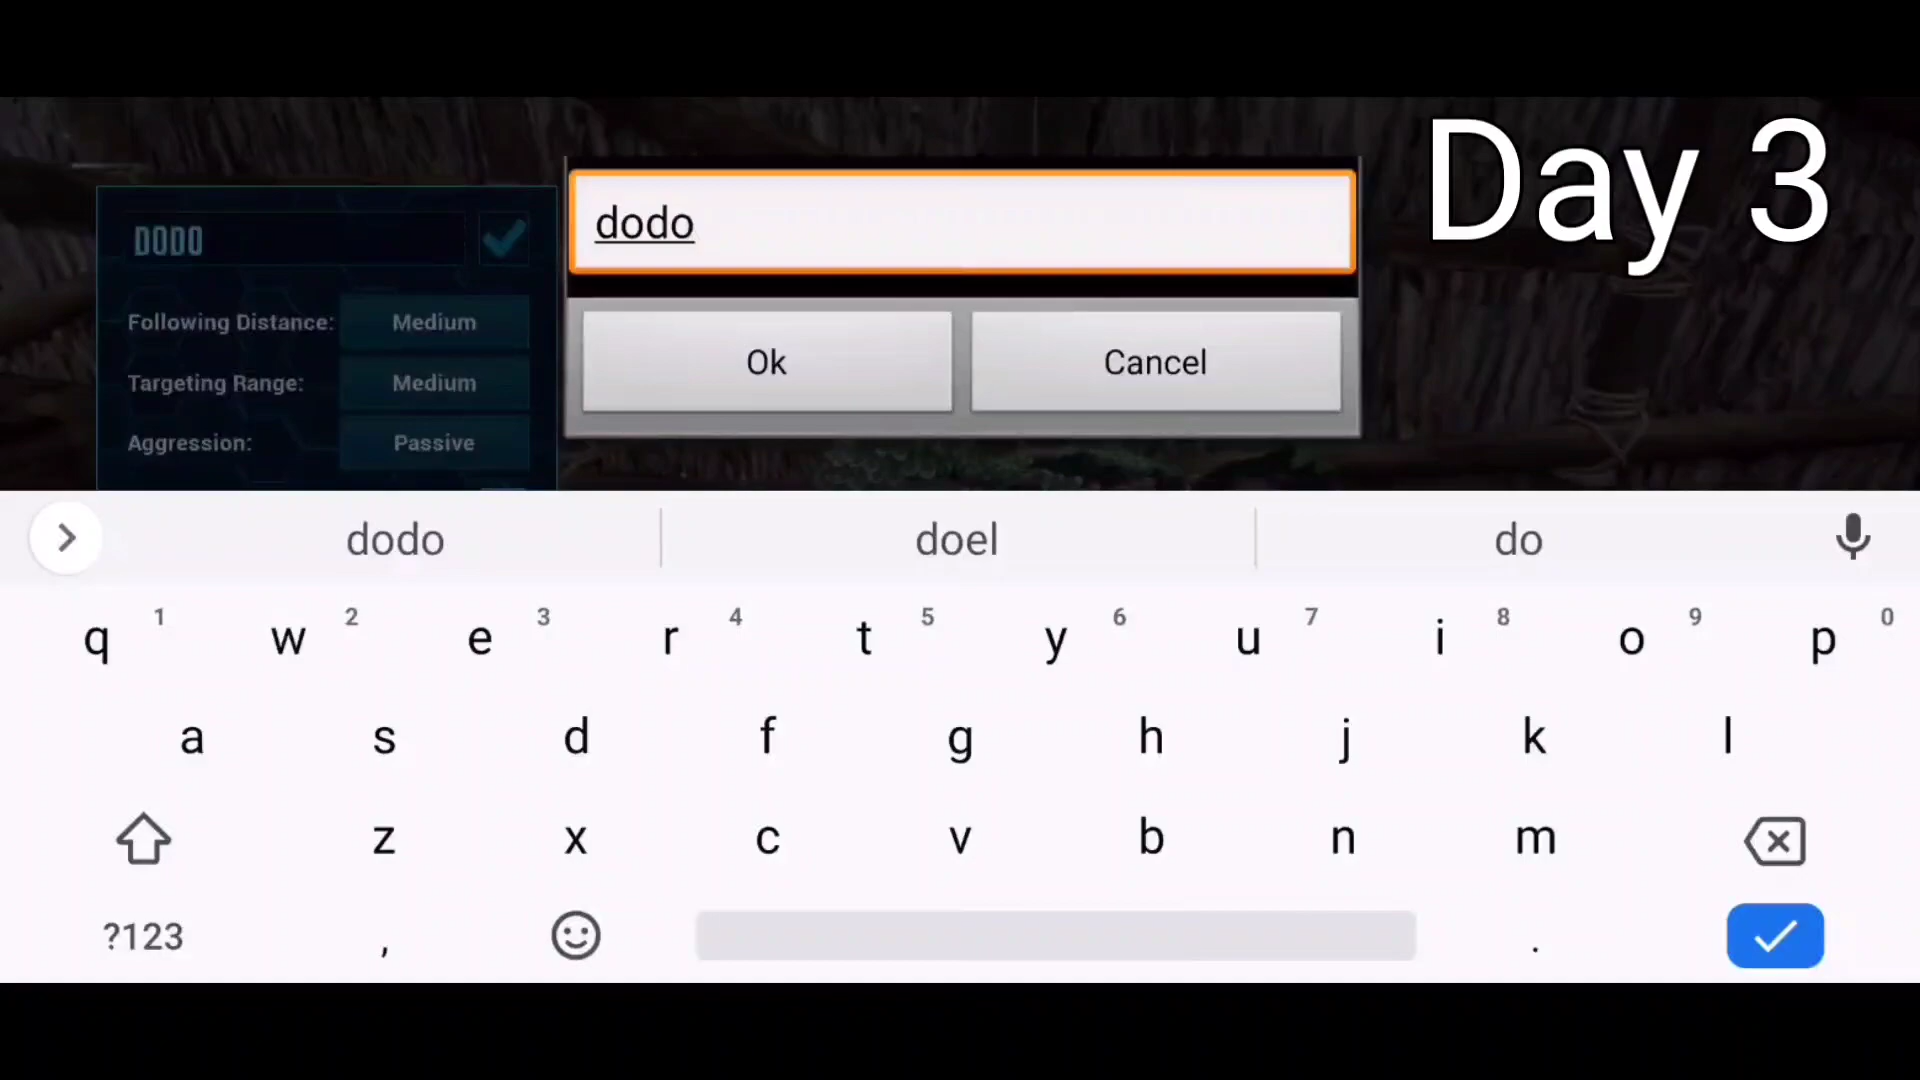 Day 3
dodo
DODO
Following Distance: Medium
Targeting Range: Medium
Aggression: Passive
Ok Cancel
dodo doel do
q 1 w 2 e 3 r 4 t 5 y 6 u 7 i 8 o 9 p 0
a s d f g h j k l
z x c v b n m
?123 , .